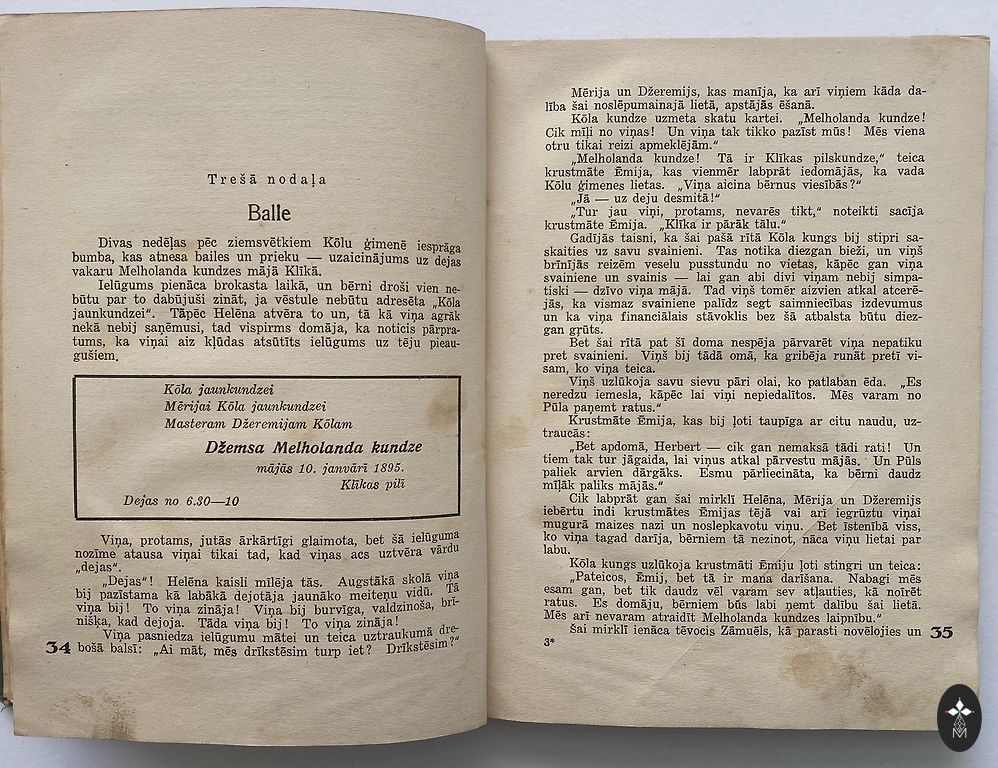 Trešā nodaļa
Balle
Divas nedēļas pēc ziemsvētkiem Kōlu ģimenē iesprāga
bumba, kas atnesa bailes un prieku — uzaicinājums uz dejas
vakaru Melholanda kundzes mājā Klīkā.
Ielūgums pienāca brokasta laikā, un bērni droši vien ne-
būtu par to dabūjuši zināt, ja vēstule nebūtu adresēta „Kōla
jaunkundzei“. Tāpēc Helēna atvēra to un, tā kā viņa agrāk
nekā nebij saņēmusi, tad vispirms domāja, ka noticis pārpra-
tums, ka viņai aiz kļūdas atsūtīts ielūgums uz tēju pieau-
gušiem.
Kōla jaunkundzei
Mērijai Kōla jaunkundzei
Masteram Džeremijam Kōlam
Džemsa Melholanda kundze
mājās 10. janvārī 1895.
Klīkas pilī
Dejas no 6.30—10
Viņa, protams, jutās ārkārtīgi glaimota, bet šā ielūguma
nozīme atausa viņai tikai tad, kad viņas acs uztvēra vārdu
„dejas“.
„Dejas“! Helēna kaisli mīlēja tās. Augstākā skolā viņa
bij pazīstama kā labākā dejotāja jaunāko meiteņu vidū. Tā
viņa bij! To viņa zināja! Viņa bij burvīga, valdzinoša, brī-
nišķa, kad dejoja. Tāda viņa bij! To viņa zināja!
Viņa pasniedza ielūgumu mātei un teica uztraukumā dre-
bošā balsī: „Ai māt, mēs drīkstēsim turp iet? Drīkstēsim?“
34
Mērija un Džeremijs, kas manīja, ka arī viņiem kāda da-
lība šai noslēpumainajā lietā, apstājās ēšanā.
Kōla kundze uzmeta skatu kartei. „Melholanda kundze!
Cik mīļi no viņas! Un viņa tak tikko pazīst mūs! Mēs viena
otru tikai reizi apmeklējām.“
„Melholanda kundze! Tā ir Klīkas pilskundze,“ teica
krustmāte Ēmija, kas vienmēr labprāt iedomājās, ka vada
Kōlu ģimenes lietas. „Viņa aicina bērnus viesībās?“
„Jā — uz deju desmitā!“
„Tur jau viņi, protams, nevarēs tikt,“ noteikti sacīja
krustmāte Ēmija. „Klīka ir pārāk tālu.“
Gadījās taisni, ka šai pašā rītā Kōla kungs bij stipri sa-
skaities uz savu svainieni. Tas notika diezgan bieži, un viņš
brīnījās reizēm veselu pusstundu no vietas, kāpēc gan viņa
svainiene un svainis — lai gan abi divi viņam nebij simpa-
tiski — dzīvo viņa mājā. Tad viņš tomēr aizvien atkal atcerē-
jās, ka vismaz svainiene palīdz segt saimniecības izdevumus
un ka viņa financiālais stāvoklis bez šā atbalsta būtu diez-
gan grūts.
Bet šai rītā pat šī doma nespēja pārvarēt viņa nepatiku
pret svainieni. Viņš bij tādā omā, ka gribēja runāt pretī vi-
sam, ko viņa teica.
Viņš uzlūkoja savu sievu pāri olai, ko patlaban ēda. „Es
neredzu iemesla, kāpēc lai viņi nepiedalītos. Mēs varam no
Pūla paņemt ratus.“
Krustmāte Ēmija, kas bij ļoti taupīga ar citu naudu, uz-
traucās:
„Bet apdomā, Herbert — cik gan nemaksā tādi rati! Un
tiem tak tur jāgaida, lai viņus atkal pārvestu mājās. Un Pūls
paliek arvien dārgāks. Esmu pārliecināta, ka bērni daudz
mīļāk paliks mājās.“
Cik labprāt gan šai mirklī Helēna, Mērija un Džeremijs
iebērtu indi krustmātes Ēmijas tējā vai arī iegrūztu viņai
mugurā maizes nazi un noslepkavotu viņu. Bet īstenībā viss,
ko viņa tagad darīja, bērniem tā nezinot, nāca viņu lietai par
labu.
Kōla kungs uzlūkoja krustmāti Ēmiju ļoti stingri un teica:
„Pateicos, Ēmij, bet tā ir mana darīšana. Nabagi mēs
esam gan, bet tik daudz vēl varam sev atļauties, kā noīrēt
ratus. Es domāju, bērniem būs labi ņemt dalību šai lietā.
Mēs arī nevaram atraidīt Melholanda kundzes laipnību.“
Šai mirklī ienāca tēvocis Zāmuēls, kā parasti novēlojies un
3*
35
M